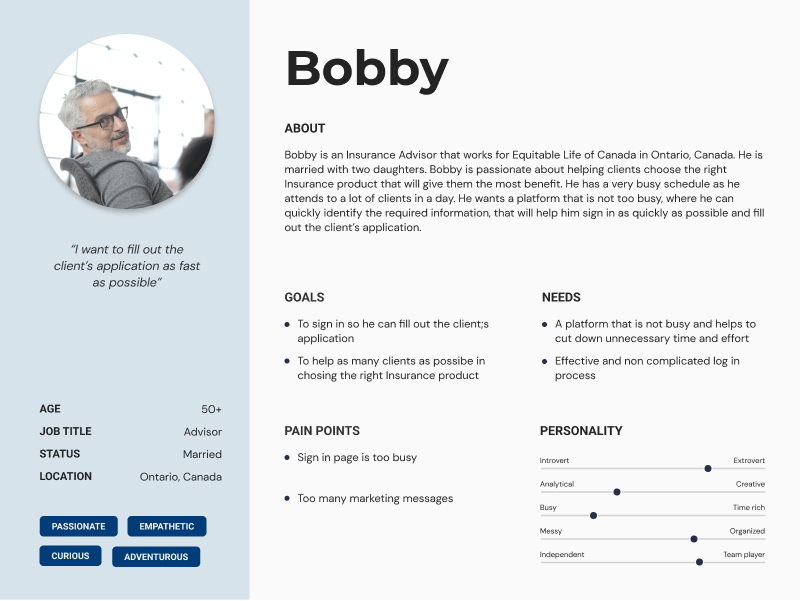 Bobby
ABOUT
Bobby is an Insurance Advisor that works for Equitable Life of Canada in Ontario, Canada. He is
married with two daughters. Bobby is passionate about helping clients choose the right
Insurance product that will give them the most benefit. He has a very busy schedule as he
attends to a lot of clients in a day. He wants a platform that is not too busy, where he can
quickly identify the required information, that will help him sign in as quickly as possible and fill
out the client’s application.
“I want to fill out the
client’s application as fast
as possible”
AGE 50+
JOB TITLE Advisor
STATUS Married
LOCATION Ontario, Canada
PASSIONATE EMPATHETIC
CURIOUS ADVENTUROUS
GOALS
To sign in so he can fill out the client;s
application
To help as many clients as possibe in
chosing the right Insurance product
NEEDS
A platform that is not busy and helps to
cut down unnecessary time and effort
Effective and non complicated log in
process
PAIN POINTS
Sign in page is too busy
Too many marketing messages
PERSONALITY
Introvert Extrovert
Analytical Creative
Busy Time rich
Messy Organized
Independent Team player